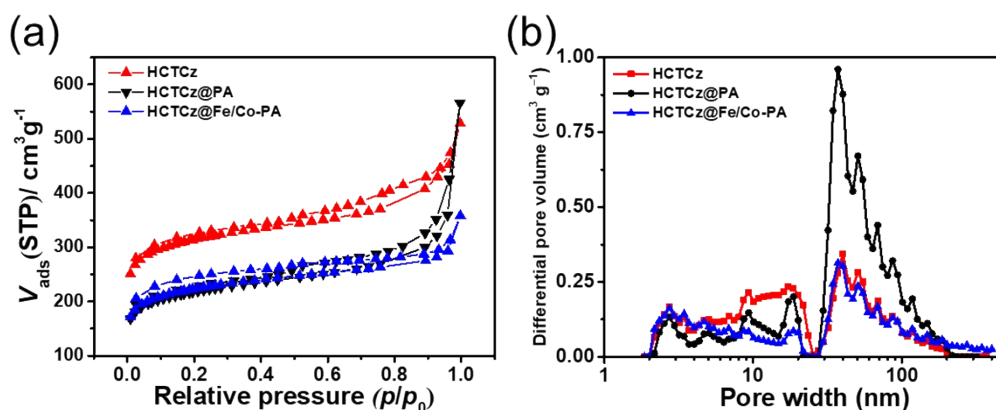 (a)
V_ads(STP)/ cm³g⁻¹
600
500
400
300
200
100
HCTCz
HCTCz@PA
HCTCz@Fe/Co-PA
0.0 0.2 0.4 0.6 0.8 1.0
Relative pressure (p/p₀)
(b)
Differential pore volume (cm³ g⁻¹)
1.00
0.75
0.50
0.25
0.00
HCTCz
HCTCz@PA
HCTCz@Fe/Co-PA
1 10 100
Pore width (nm)